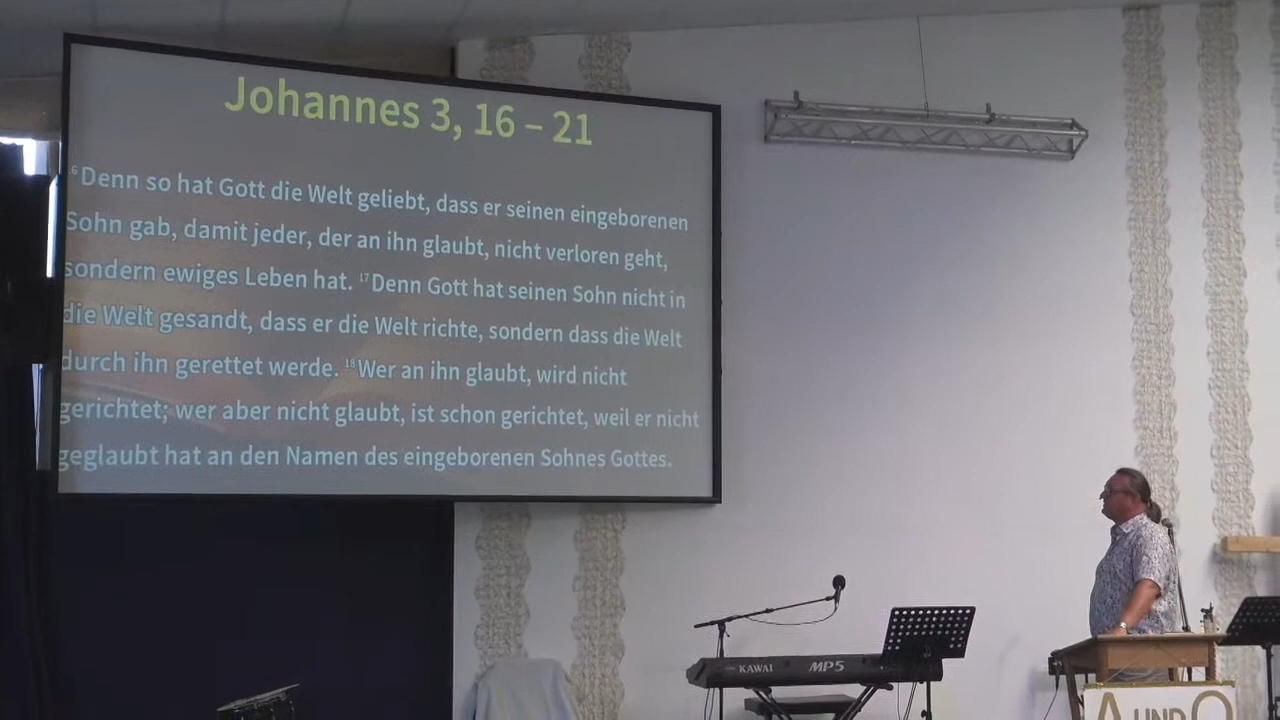 Johannes 3, 16 – 21
⁶Denn so hat Gott die Welt geliebt, dass er seinen eingeborenen
Sohn gab, damit jeder, der an ihn glaubt, nicht verloren geht,
sondern ewiges Leben hat. ¹⁷Denn Gott hat seinen Sohn nicht in
die Welt gesandt, dass er die Welt richte, sondern dass die Welt
durch ihn gerettet werde. ¹⁸Wer an ihn glaubt, wird nicht
gerichtet; wer aber nicht glaubt, ist schon gerichtet, weil er nicht
geglaubt hat an den Namen des eingeborenen Sohnes Gottes.
KAWAI MP5
A UND O